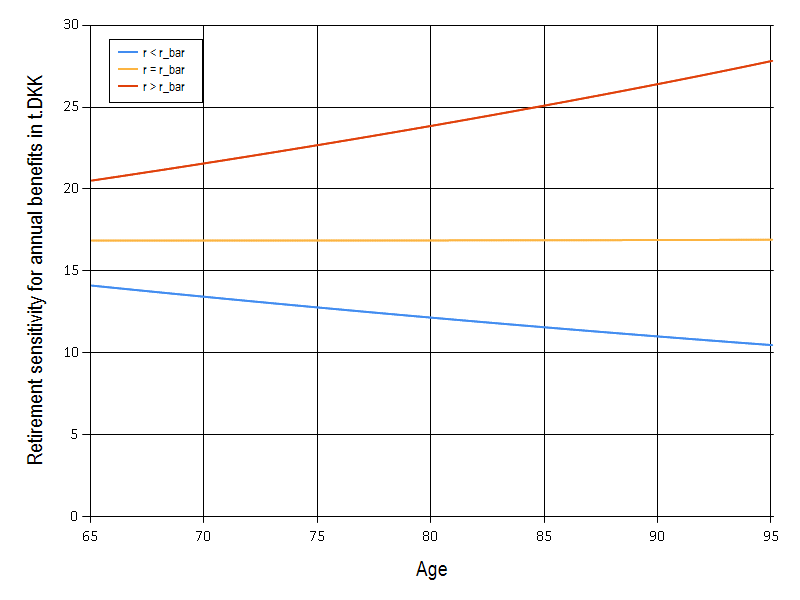 30
r < r_bar
r = r_bar
r > r_bar
25
20
15
10
5
0
65 70 75 80 85 90 95
Age
Retirement sensitivity for annual benefits in t.DKK